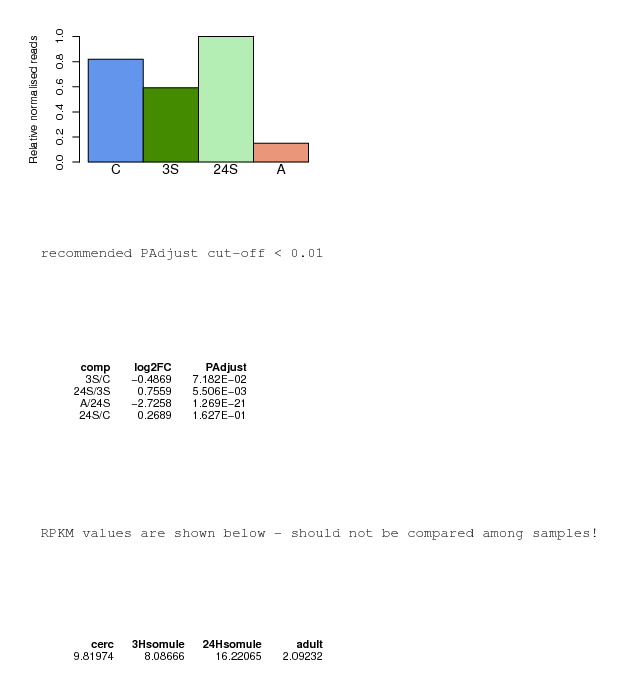 Relative normalised reads
1.0
0.8
0.6
0.4
0.2
0.0
C 3S 24S A
recommended PAdjust cut-off < 0.01
comp log2FC PAdjust
3S/C −0.4869 7.182E−02
24S/3S 0.7559 5.506E−03
A/24S −2.7258 1.269E−21
24S/C 0.2689 1.627E−01
RPKM values are shown below - should not be compared among samples!
cerc 3Hsomule 24Hsomule adult
9.81974 8.08666 16.22065 2.09232